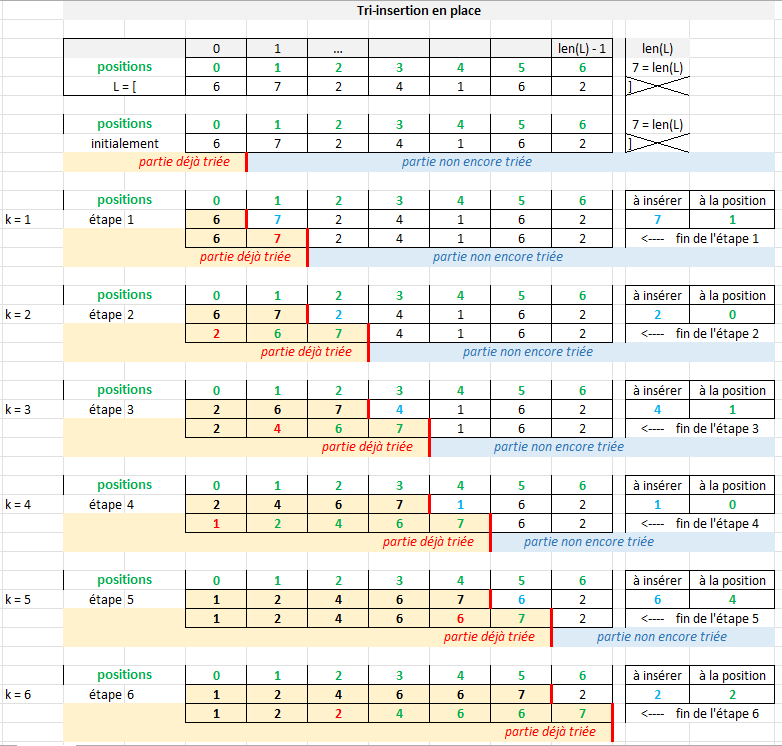 Tri-insertion en place
0 1 ... len(L) - 1 len(L)
positions 0 1 2 3 4 5 6 7 = len(L)
L = [ 6 7 2 4 1 6 2 ]
positions 0 1 2 3 4 5 6 7 = len(L)
initialement 6 7 2 4 1 6 2 ]
partie déjà triée partie non encore triée
positions 0 1 2 3 4 5 6 à insérer à la position
k = 1 étape 1 6 7 2 4 1 6 2 7 1
6 7 2 4 1 6 2 <---- fin de l'étape 1
partie déjà triée partie non encore triée
positions 0 1 2 3 4 5 6 à insérer à la position
k = 2 étape 2 6 7 2 4 1 6 2 2 0
2 6 7 4 1 6 2 <---- fin de l'étape 2
partie déjà triée partie non encore triée
positions 0 1 2 3 4 5 6 à insérer à la position
k = 3 étape 3 2 6 7 4 1 6 2 4 1
2 4 6 7 1 6 2 <---- fin de l'étape 3
partie déjà triée partie non encore triée
positions 0 1 2 3 4 5 6 à insérer à la position
k = 4 étape 4 2 4 6 7 1 6 2 1 0
1 2 4 6 7 6 2 <---- fin de l'étape 4
partie déjà triée partie non encore triée
positions 0 1 2 3 4 5 6 à insérer à la position
k = 5 étape 5 1 2 4 6 7 6 2 6 4
1 2 4 6 6 7 2 <---- fin de l'étape 5
partie déjà triée partie non encore triée
positions 0 1 2 3 4 5 6 à insérer à la position
k = 6 étape 6 1 2 4 6 6 7 2 2 2
1 2 2 4 6 6 7 <---- fin de l'étape 6
partie déjà triée